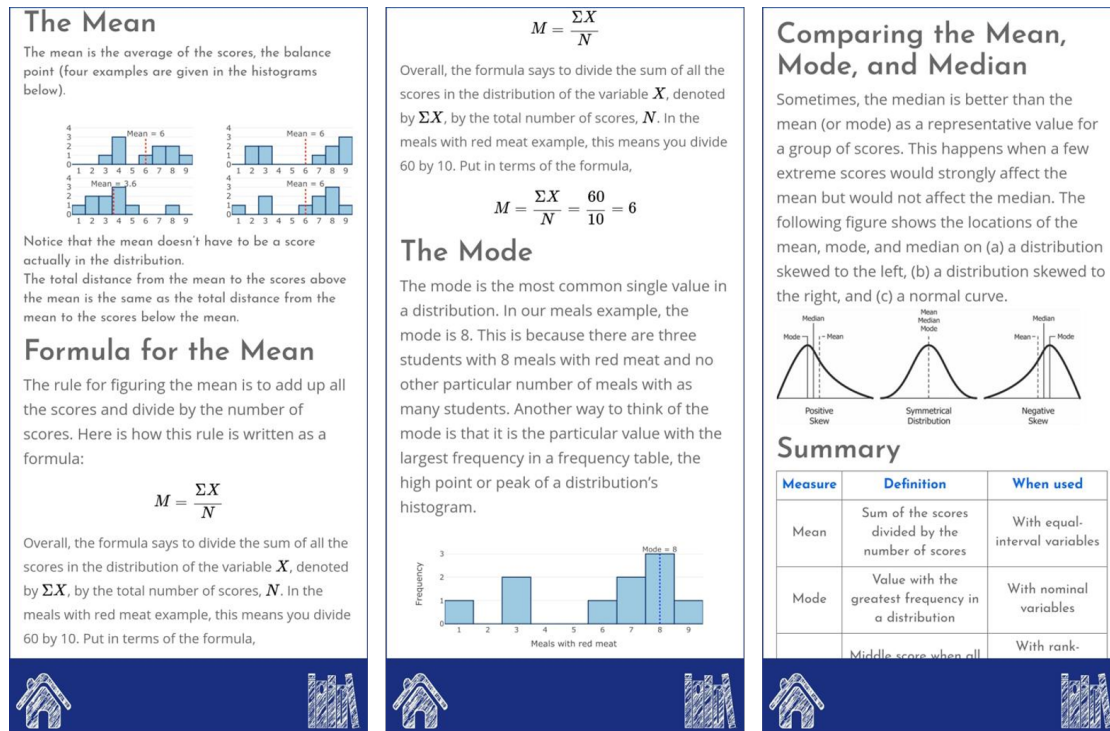 The Mean
The mean is the average of the scores, the balance
point (four examples are given in the histograms
below).
4
3
2
1
0
Mean = 6
4
3
2
1
0
Mean = 6
4
3
2
1
0
Mean = 3.6
1 2 3 4 5 6 7 8 9
4
3
2
1
0
Mean = 6
1 2 3 4 5 6 7 8 9
Notice that the mean doesn't have to be a score
actually in the distribution.
The total distance from the mean to the scores above
the mean is the same as the total distance from the
mean to the scores below the mean.
Formula for the Mean
The rule for figuring the mean is to add up all
the scores and divide by the number of
scores. Here is how this rule is written as a
formula:
M = ΣX / N
Overall, the formula says to divide the sum of all the
scores in the distribution of the variable X, denoted
by ΣX, by the total number of scores, N. In the
meals with red meat example, this means you divide
60 by 10. Put in terms of the formula,
M = ΣX / N
Overall, the formula says to divide the sum of all the
scores in the distribution of the variable X, denoted
by ΣX, by the total number of scores, N. In the
meals with red meat example, this means you divide
60 by 10. Put in terms of the formula,
M = ΣX / N = 60 / 10 = 6
The Mode
The mode is the most common single value in
a distribution. In our meals example, the
mode is 8. This is because there are three
students with 8 meals with red meat and no
other particular number of meals with as
many students. Another way to think of the
mode is that it is the particular value with the
largest frequency in a frequency table, the
high point or peak of a distribution's
histogram.
Mode = 8
Frequency
3
2
1
0
1 2 3 4 5 6 7 8 9
Meals with red meat
Comparing the Mean,
Mode, and Median
Sometimes, the median is better than the
mean (or mode) as a representative value for
a group of scores. This happens when a few
extreme scores would strongly affect the
mean but would not affect the median. The
following figure shows the locations of the
mean, mode, and median on (a) a distribution
skewed to the left, (b) a distribution skewed to
the right, and (c) a normal curve.
Median
Mode
Mean
Positive
Skew
Mean
Median
Mode
Symmetrical
Distribution
Median
Mean
Mode
Negative
Skew
Summary
Measure Definition When used
Mean
Sum of the scores
divided by the
number of scores
With equal-
interval variables
Mode
Value with the
greatest frequency in
a distribution
With nominal
variables
Middle score when all
With rank-